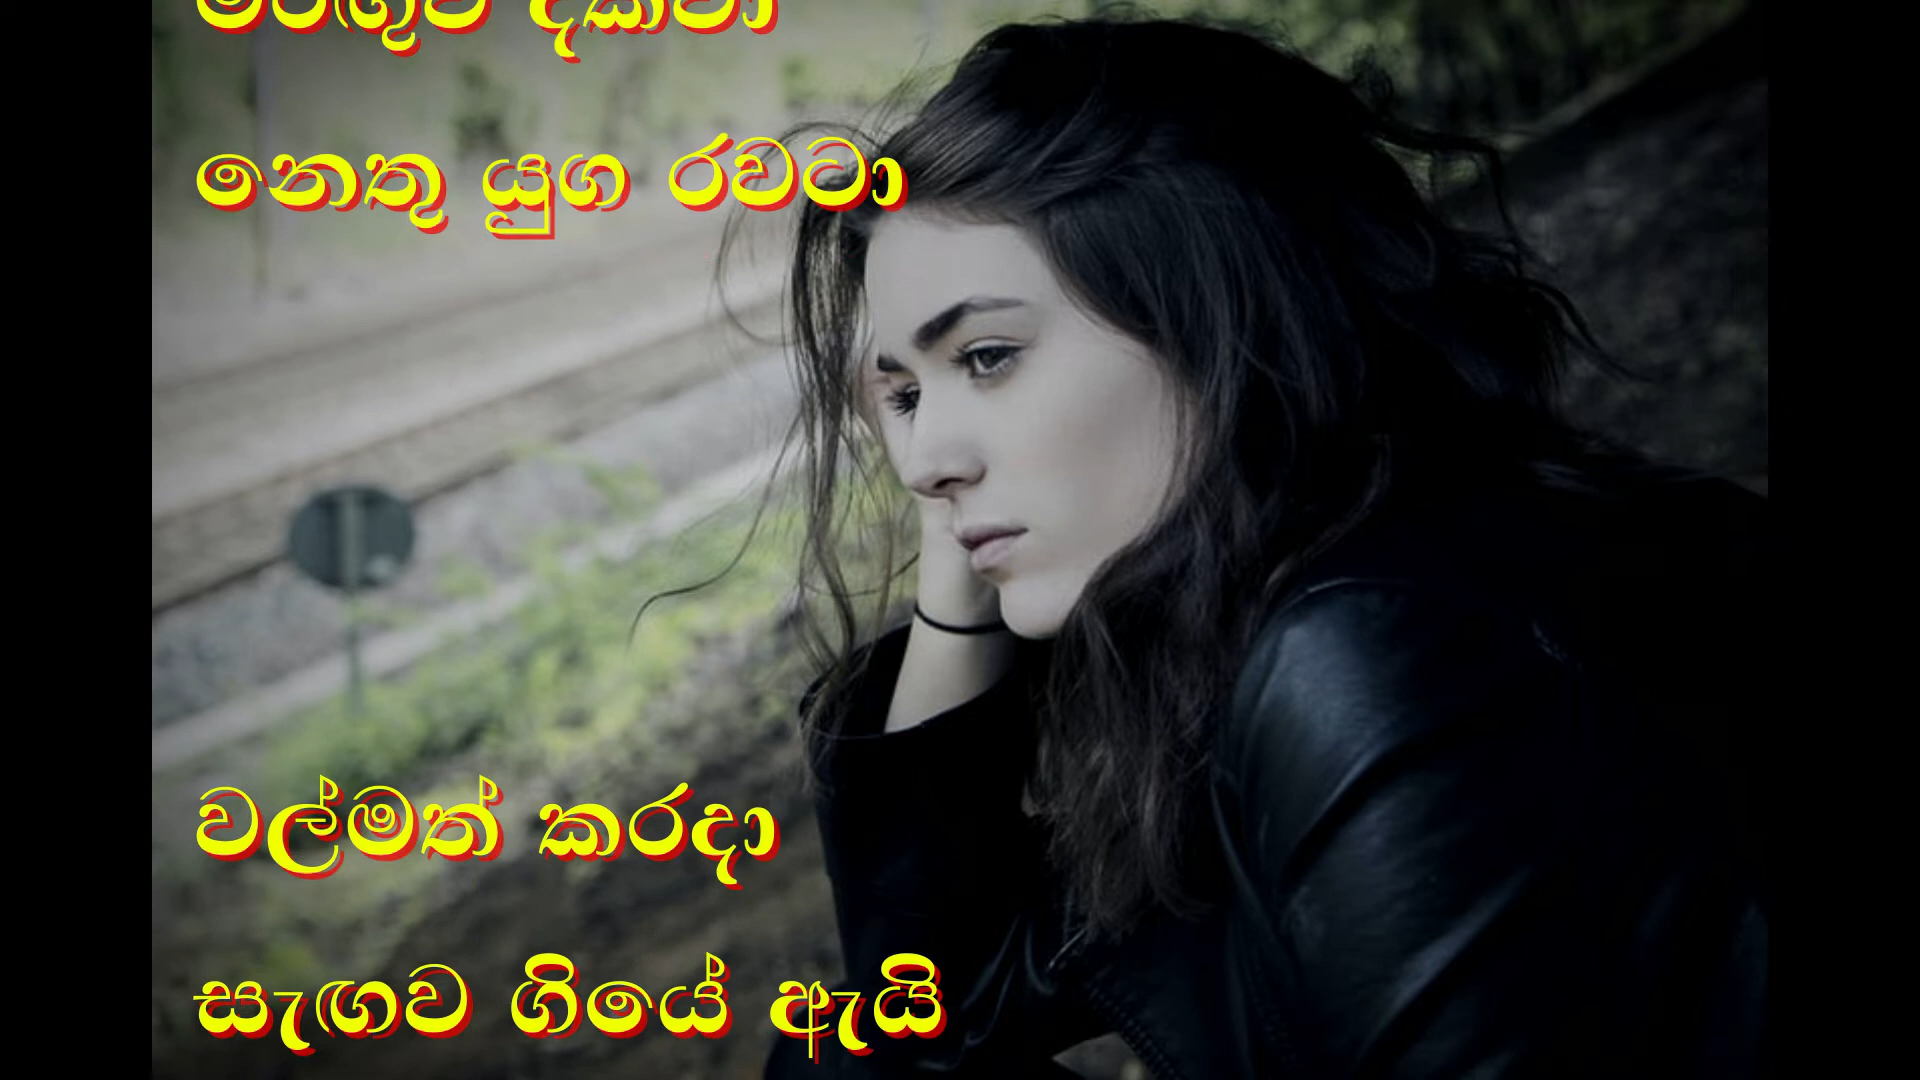 නෙතු යුග රවටා
වල්මත් කරදා
සැඟව ගියේ ඇයි